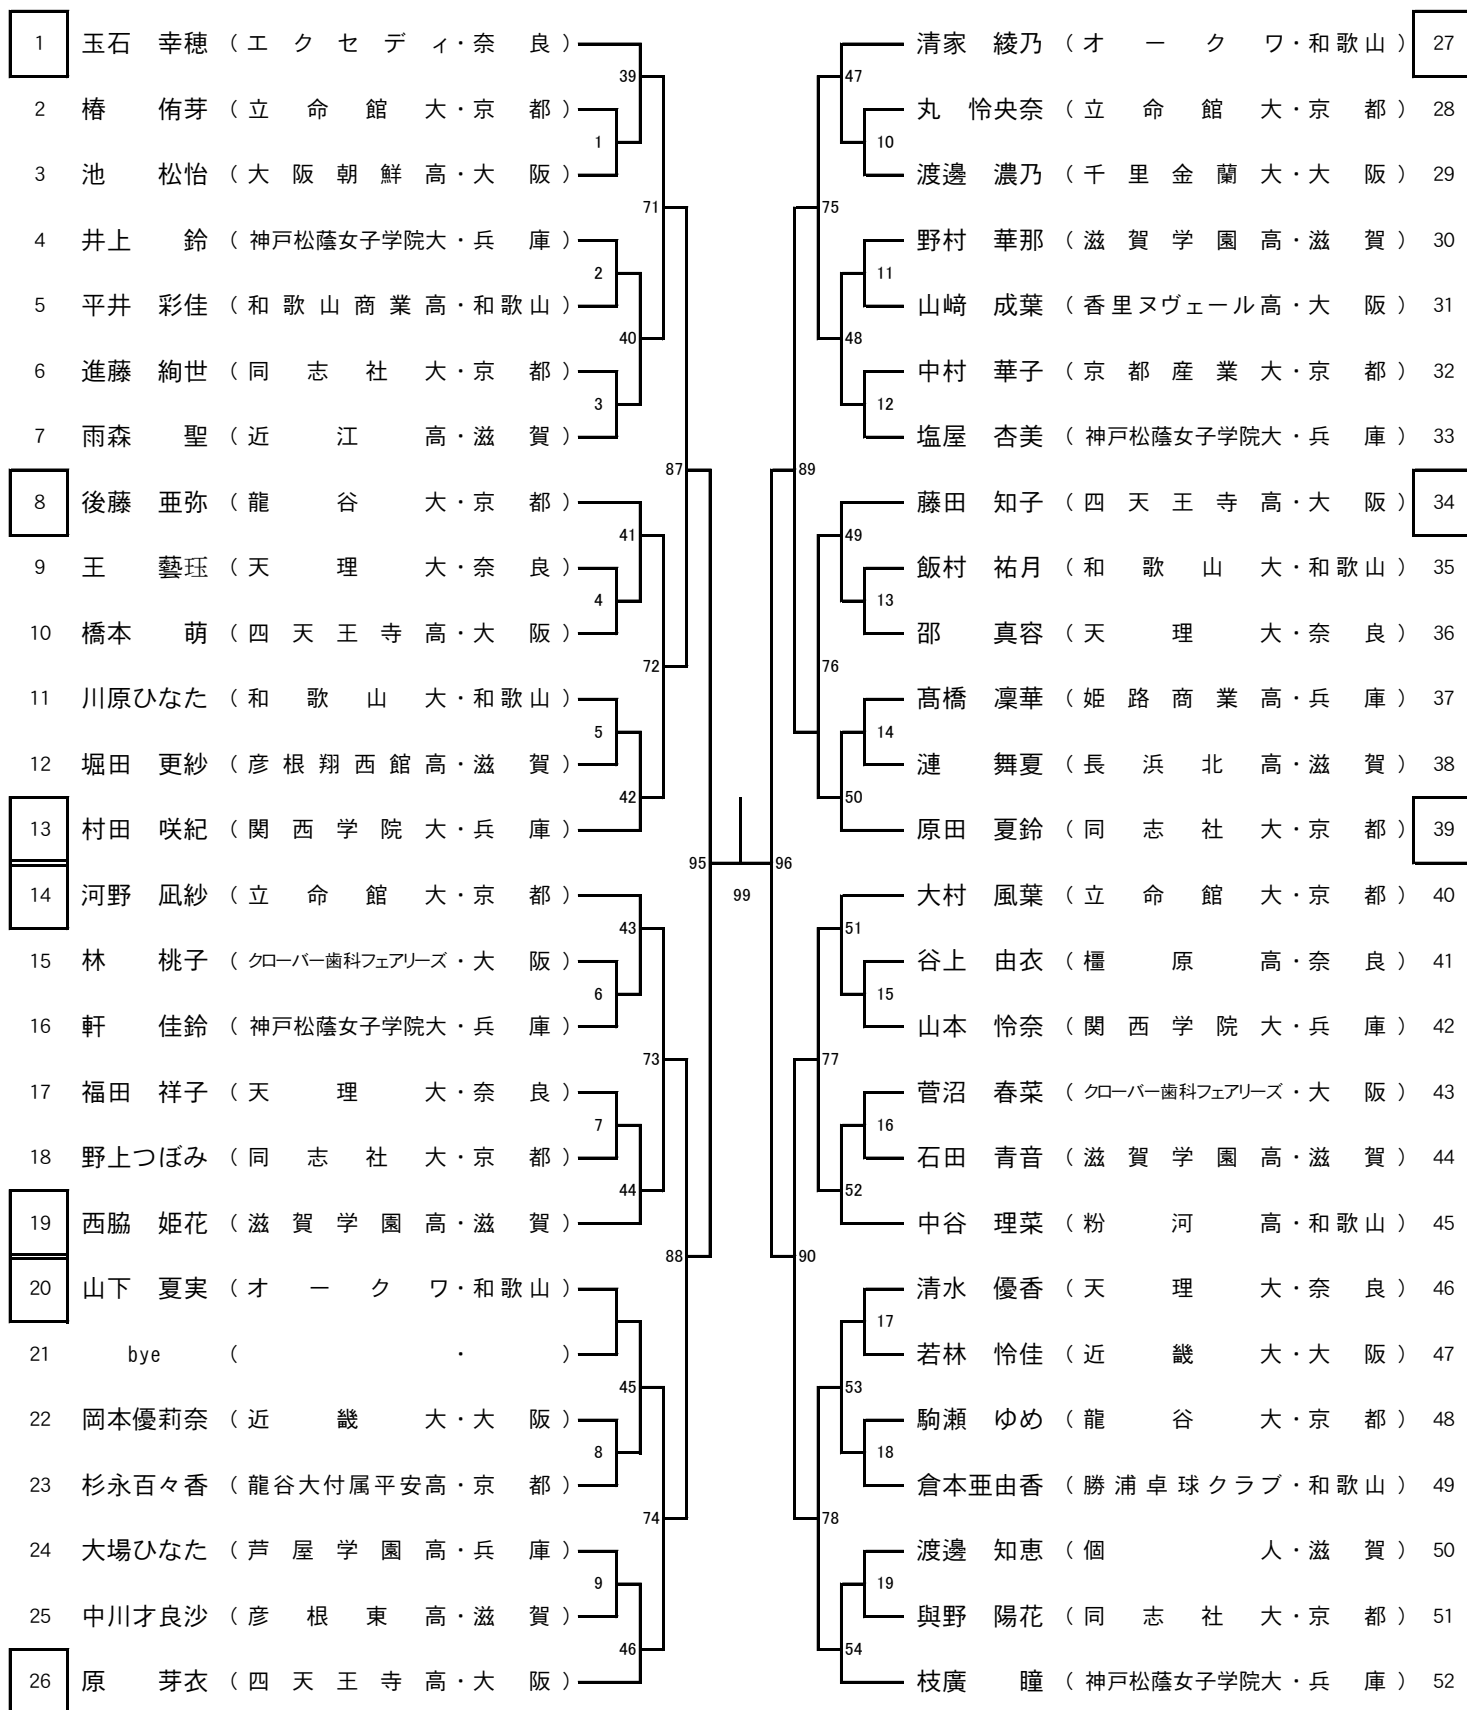 1 玉石 幸穂 (エクセディ・奈良)
39
2 椿 侑芽 (立命館大・京都)
1
3 池 松怡 (大阪朝鮮高・大阪)
71
4 井上 鈴 (神戸松蔭女子学院大・兵庫)
2
5 平井 彩佳 (和歌山商業高・和歌山)
40
6 進藤 絢世 (同志社大・京都)
3
7 雨森 聖 (近江高・滋賀)
87
8 後藤 亜弥 (龍谷大・京都)
41
9 王 藝珏 (天理大・奈良)
4
10 橋本 萌 (四天王寺高・大阪)
72
11 川原ひなた (和歌山大・和歌山)
5
12 堀田 更紗 (彦根翔西館高・滋賀)
42
13 村田 咲紀 (関西学院大・兵庫)
95
14 河野 凪紗 (立命館大・京都)
43
15 林 桃子 (クローバー歯科フェアリーズ・大阪)
6
16 軒 佳鈴 (神戸松蔭女子学院大・兵庫)
73
17 福田 祥子 (天理大・奈良)
7
18 野上つぼみ (同志社大・京都)
44
19 西脇 姫花 (滋賀学園高・滋賀)
88
20 山下 夏実 (オークワ・和歌山)
21 bye ( ・ )
45
22 岡本優莉奈 (近畿大・大阪)
8
23 杉永百々香 (龍谷大付属平安高・京都)
74
24 大場ひなた (芦屋学園高・兵庫)
9
25 中川才良沙 (彦根東高・滋賀)
46
26 原 芽衣 (四天王寺高・大阪)
99
清家 綾乃 (オークワ・和歌山) 27
47
丸 怜央奈 (立命館大・京都) 28
10
渡邊 濃乃 (千里金蘭大・大阪) 29
75
野村 華那 (滋賀学園高・滋賀) 30
11
山﨑 成葉 (香里ヌヴェール高・大阪) 31
48
中村 華子 (京都産業大・京都) 32
12
塩屋 杏美 (神戸松蔭女子学院大・兵庫) 33
89
藤田 知子 (四天王寺高・大阪) 34
49
飯村 祐月 (和歌山大・和歌山) 35
13
邵 真容 (天理大・奈良) 36
76
髙橋 凜華 (姫路商業高・兵庫) 37
14
漣 舞夏 (長浜北高・滋賀) 38
50
原田 夏鈴 (同志社大・京都) 39
96
大村 風葉 (立命館大・京都) 40
51
谷上 由衣 (橿原高・奈良) 41
15
山本 怜奈 (関西学院大・兵庫) 42
77
菅沼 春菜 (クローバー歯科フェアリーズ・大阪) 43
16
石田 青音 (滋賀学園高・滋賀) 44
52
中谷 理菜 (粉河高・和歌山) 45
90
清水 優香 (天理大・奈良) 46
17
若林 怜佳 (近畿大・大阪) 47
53
駒瀬 ゆめ (龍谷大・京都) 48
18
倉本亜由香 (勝浦卓球クラブ・和歌山) 49
78
渡邊 知恵 (個人・滋賀) 50
19
與野 陽花 (同志社大・京都) 51
54
枝廣 瞳 (神戸松蔭女子学院大・兵庫) 52